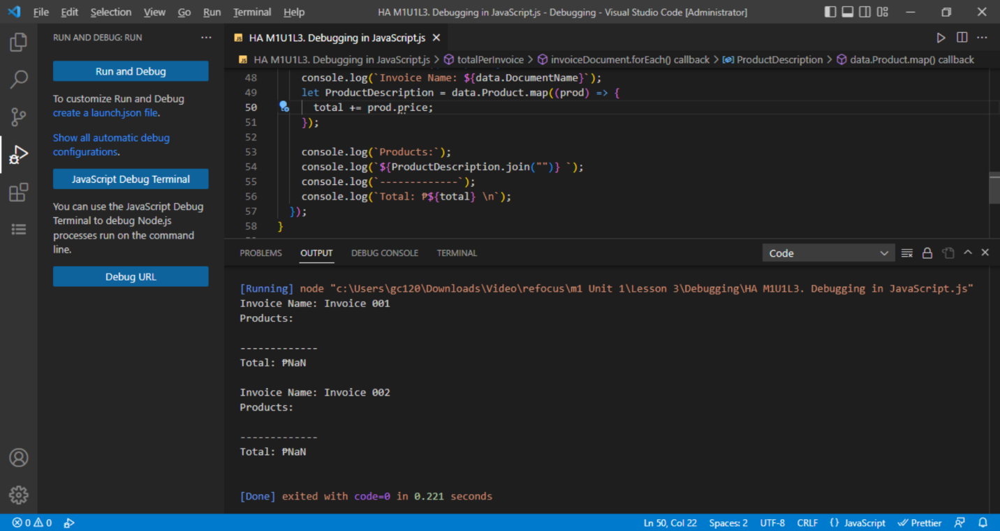 File Edit Selection View Go Run Terminal Help HA M1U1L3. Debugging in JavaScript.js - Debugging - Visual Studio Code [Administrator]
RUN AND DEBUG: RUN
Run and Debug
To customize Run and Debug
create a launch.json file.
Show all automatic debug
configurations.
JavaScript Debug Terminal
You can use the JavaScript Debug
Terminal to debug Node.js
processes run on the command
line.
Debug URL
JS HA M1U1L3. Debugging in JavaScript.js
JS HA M1U1L3. Debugging in JavaScript.js > totalPerInvoice > invoiceDocument.forEach() callback > ProductDescription > data.Product.map() callback
48 console.log(`Invoice Name: ${data.DocumentName}`);
49 let ProductDescription = data.Product.map((prod) => {
50 total += prod.price;
51 });
52
53 console.log(`Products:`);
54 console.log(`${ProductDescription.join("")} `);
55 console.log(`-------------`);
56 console.log(`Total: ₱${total} \n`);
57 });
58 }
PROBLEMS OUTPUT DEBUG CONSOLE TERMINAL Code
[Running] node "c:\Users\gc120\Downloads\Video\refocus\m1 Unit 1\Lesson 3\Debugging\HA M1U1L3. Debugging in JavaScript.js"
Invoice Name: Invoice 001
Products:
-------------
Total: ₱NaN
Invoice Name: Invoice 002
Products:
-------------
Total: ₱NaN
[Done] exited with code=0 in 0.221 seconds
0 0 Ln 50, Col 22 Spaces: 2 UTF-8 CRLF {} JavaScript Prettier